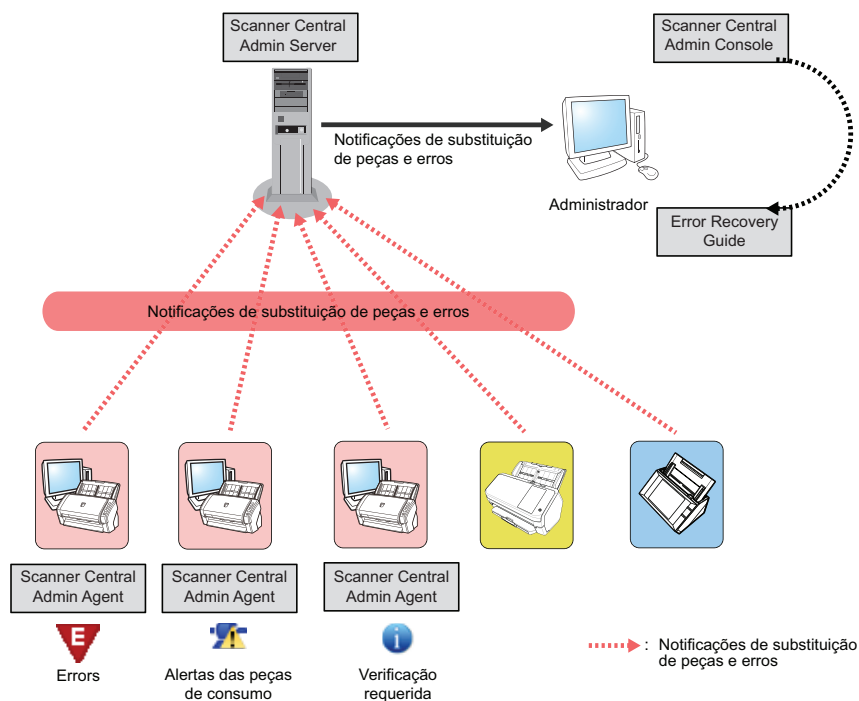 Scanner Central
Admin Server
Scanner Central
Admin Console
Notificações de substituição
de peças e erros
Administrador
Error Recovery
Guide
Notificações de substituição de peças e erros
Scanner Central
Admin Agent
Scanner Central
Admin Agent
Scanner Central
Admin Agent
E
i
Errors
Alertas das peças
de consumo
Verificação
requerida
: Notificações de substituição
de peças e erros